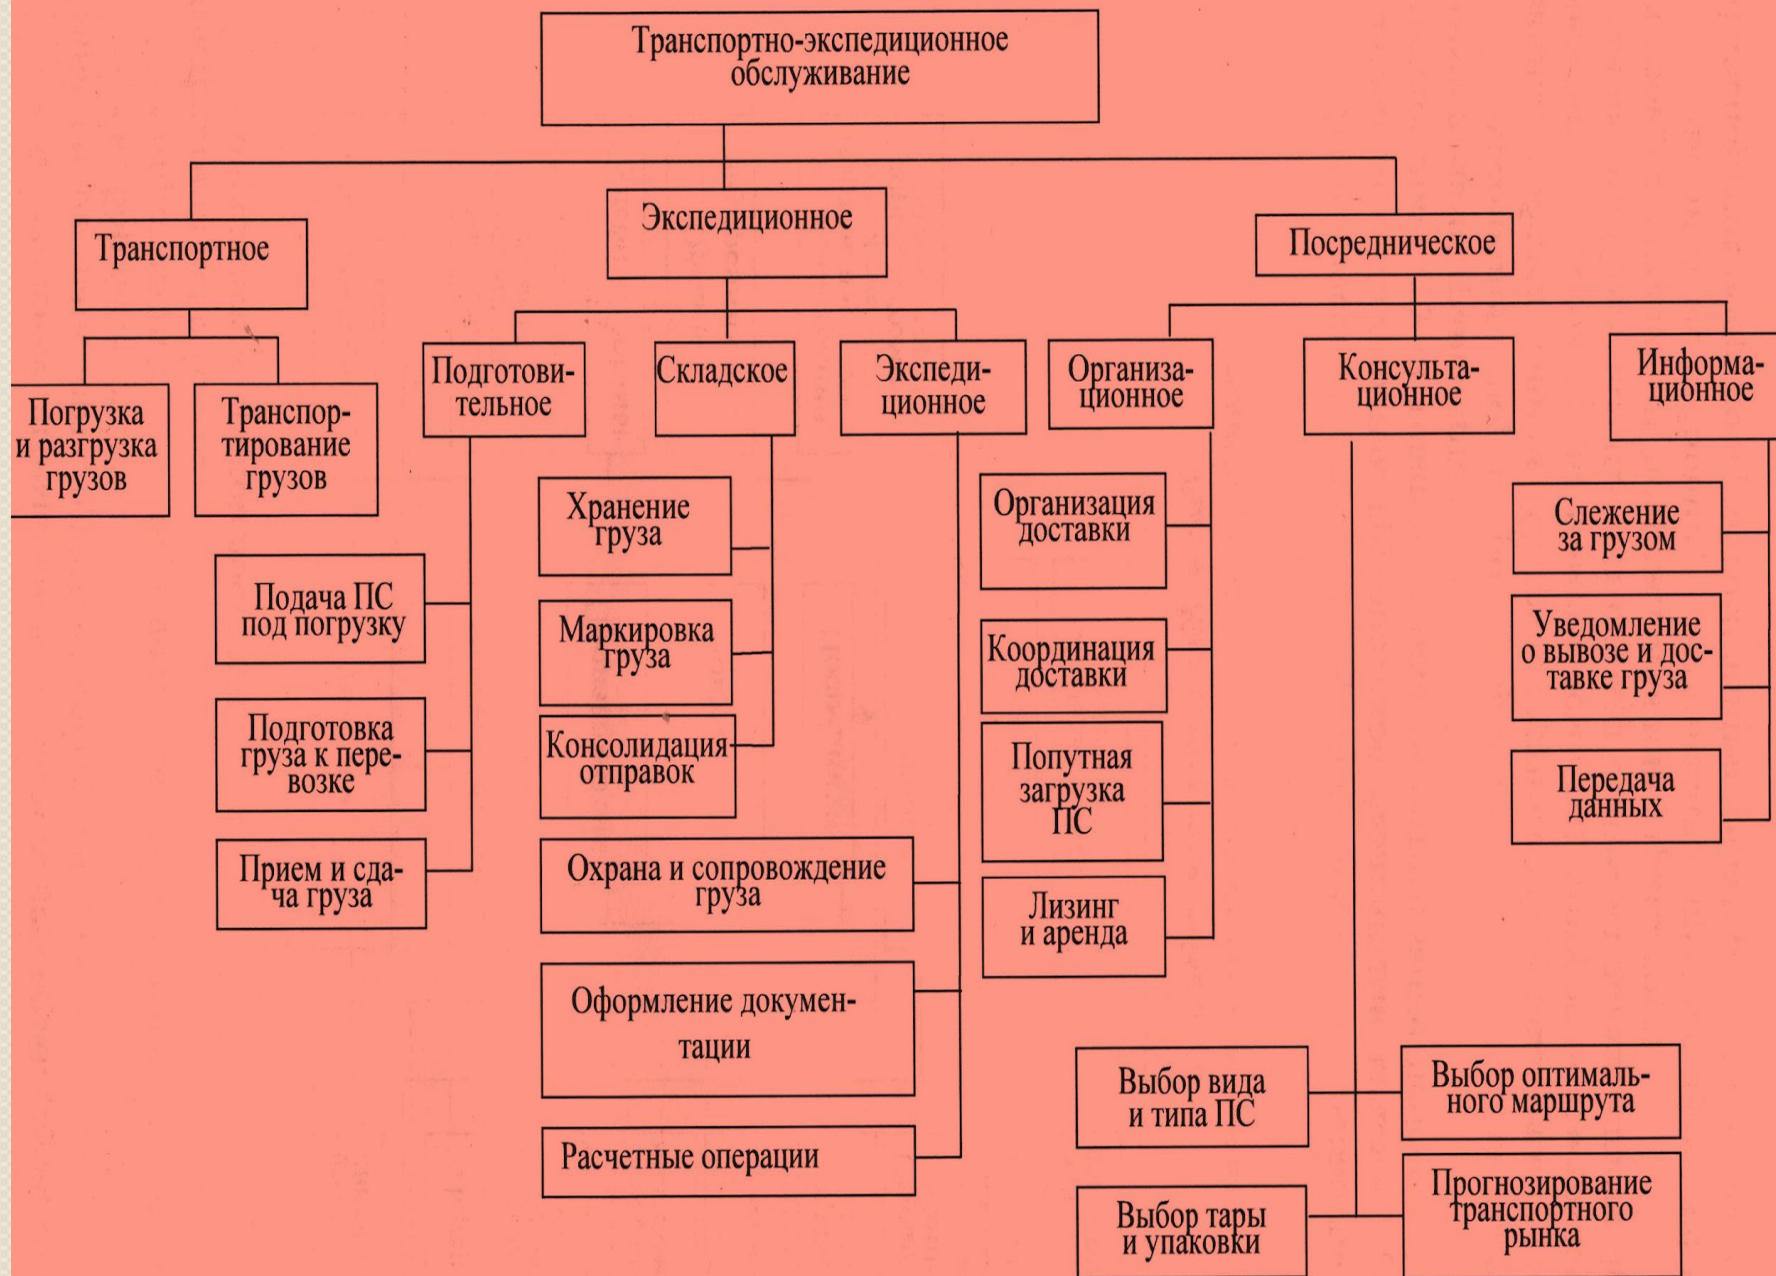 Транспортно-экспедиционное
обслуживание
Транспортное
Экспедиционное
Посредническое
Погрузка
и разгрузка
грузов
Транспор-
тирование
грузов
Подготови-
тельное
Складское
Экспеди-
ционное
Организа-
ционное
Консульта-
ционное
Информа-
ционное
Подача ПС
под погрузку
Подготовка
груза к пере-
возке
Прием и сда-
ча груза
Хранение
груза
Маркировка
груза
Консолидация
отправок
Охрана и сопровождение
груза
Оформление докумен-
тации
Расчетные операции
Организация
доставки
Координация
доставки
Попутная
загрузка
ПС
Лизинг
и аренда
Выбор вида
и типа ПС
Выбор оптималь-
ного маршрута
Выбор тары
и упаковки
Прогнозирование
транспортного
рынка
Слежение
за грузом
Уведомление
о вывозе и дос-
тавке груза
Передача
данных